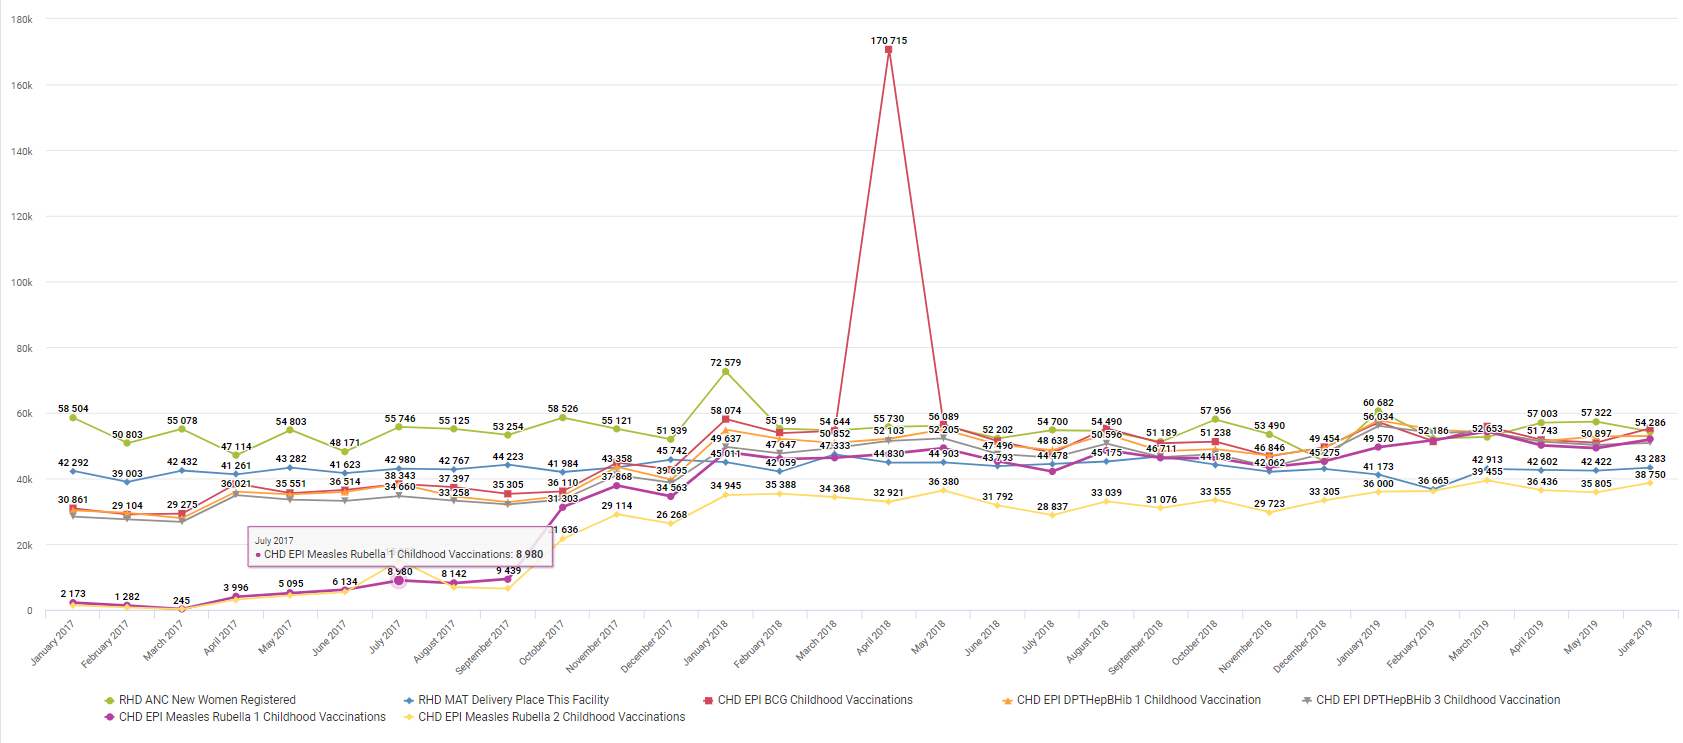 180k
170 715
160k
140k
120k
100k
80k
72 579
60k
58 504 50 803 55 078 47 114 54 803 48 171 55 746 55 125 53 254 58 526 55 121 51 939 58 074 55 199 54 644 55 730 56 089 52 202 54 700 54 490 51 189 57 956 53 490 49 454 60 682 57 003 57 322 54 286
49 637 47 647 50 852 52 103 52 205 47 496 48 638 50 596 46 711 51 238 46 846 56 034 52 186 51 743 50 897
42 292 39 003 42 432 41 261 43 282 41 623 42 980 42 767 44 223 41 984 43 358 45 742 45 011 42 059 47 333 44 830 44 903 43 793 44 478 45 475 44 198 42 062 45 275 49 570 42 913 42 602 42 422 43 283
40k
30 861 29 104 29 275 36 021 35 551 36 514 38 343 37 397 35 305 36 110 37 868 39 695 41 173 36 665 39 455
34 660 33 258 31 303 34 563 34 945 35 388 34 368 32 921 36 380 31 792 28 837 33 039 31 076 33 555 29 723 33 305 36 000 36 436 35 805 38 750
29 114 26 268
20k
21 636
July 2017
CHD EPI Measles Rubella 1 Childhood Vaccinations: 8 980
2 173 1 282 245 3 996 5 095 6 134 8 980 8 142 9 439
0
January 2017 February 2017 March 2017 April 2017 May 2017 June 2017 July 2017 August 2017 September 2017 October 2017 November 2017 December 2017 January 2018 February 2018 March 2018 April 2018 May 2018 June 2018 July 2018 August 2018 September 2018 October 2018 November 2018 December 2018 January 2019 February 2019 March 2019 April 2019 May 2019 June 2019
RHD ANC New Women Registered RHD MAT Delivery Place This Facility CHD EPI BCG Childhood Vaccinations CHD EPI DPTHepBHib 1 Childhood Vaccination CHD EPI DPTHepBHib 3 Childhood Vaccination
CHD EPI Measles Rubella 1 Childhood Vaccinations CHD EPI Measles Rubella 2 Childhood Vaccinations